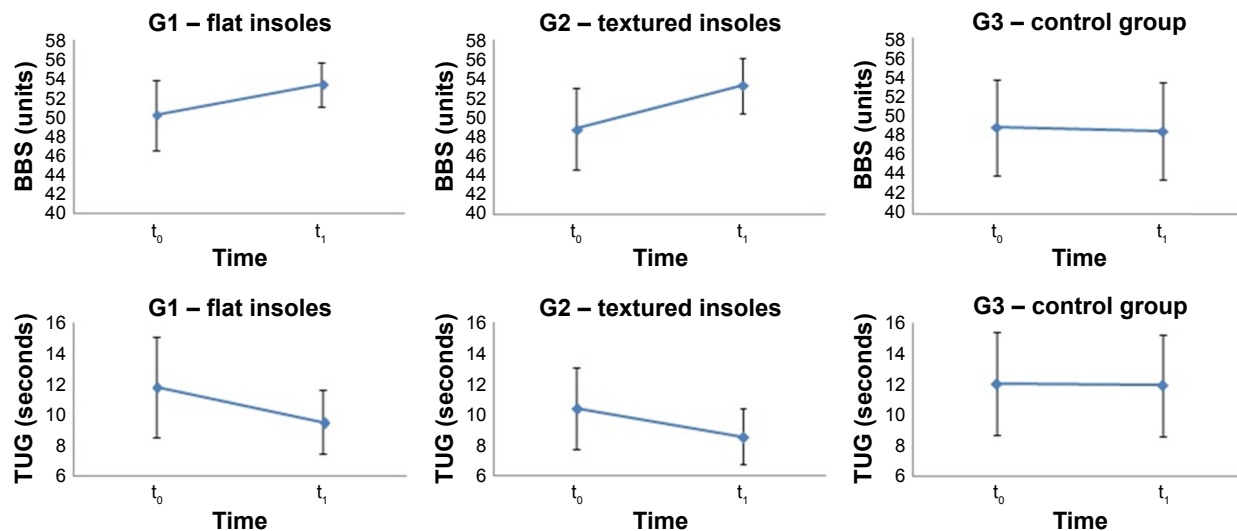 G1 – flat insoles
BBS (units)
58
56
54
52
50
48
46
44
42
40
t₀
t₁
Time
G2 – textured insoles
BBS (units)
58
56
54
52
50
48
46
44
42
40
t₀
t₁
Time
G3 – control group
BBS (units)
58
56
54
52
50
48
46
44
42
40
t₀
t₁
Time
G1 – flat insoles
TUG (seconds)
16
14
12
10
8
6
t₀
t₁
Time
G2 – textured insoles
TUG (seconds)
16
14
12
10
8
6
t₀
t₁
Time
G3 – control group
TUG (seconds)
16
14
12
10
8
6
t₀
t₁
Time